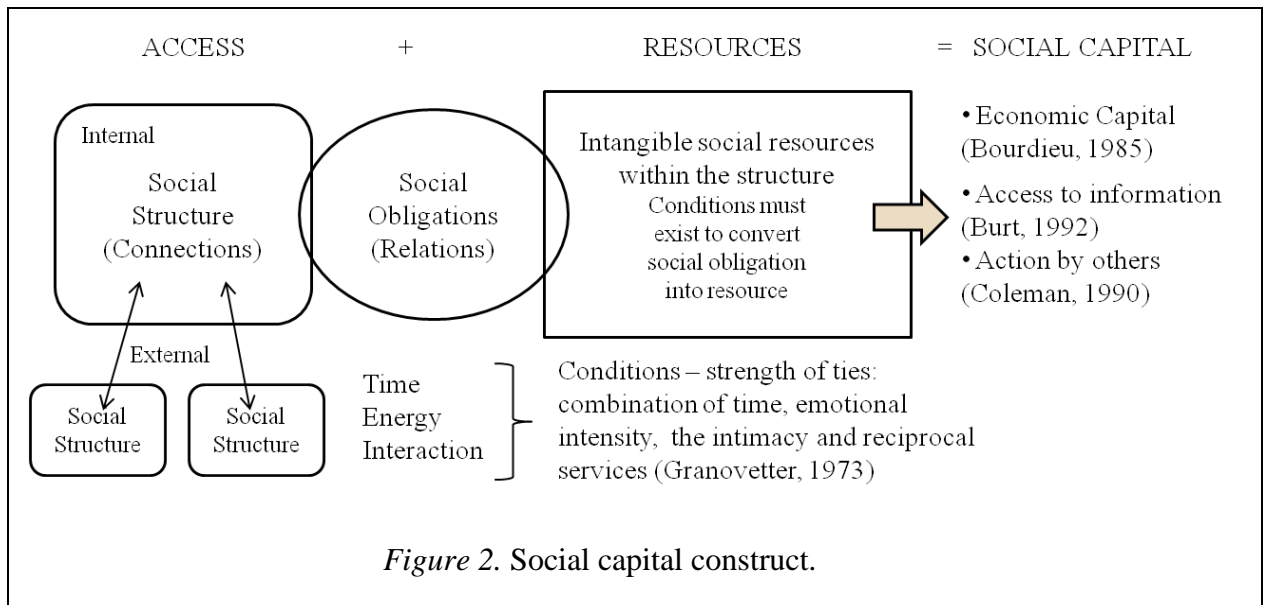 ACCESS + RESOURCES = SOCIAL CAPITAL
Internal
Social
Structure
(Connections)
Social
Obligations
(Relations)
Intangible social resources
within the structure
Conditions must
exist to convert
social obligation
into resource
• Economic Capital
(Bourdieu, 1985)
• Access to information
(Burt, 1992)
• Action by others
(Coleman, 1990)
External
Social
Structure
Social
Structure
Time
Energy
Interaction
Conditions – strength of ties:
combination of time, emotional
intensity, the intimacy and reciprocal
services (Granovetter, 1973)
Figure 2. Social capital construct.